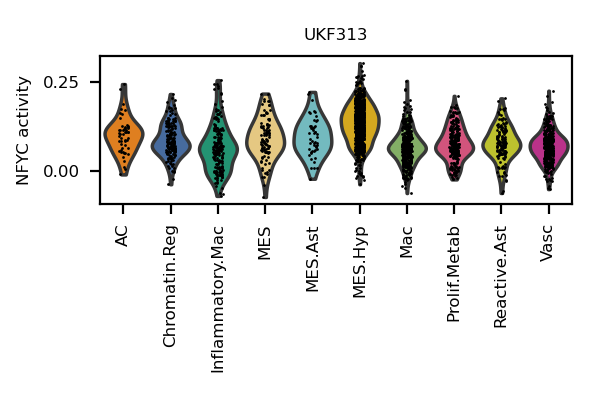 UKF313
NFYC activity
0.25
0.00
AC
Chromatin.Reg
Inflammatory.Mac
MES
MES.Ast
MES.Hyp
Mac
Prolif.Metab
Reactive.Ast
Vasc